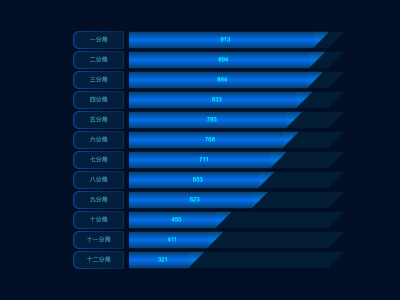 一分局 913
二分局 894
三分局 884
四分局 833
五分局 785
六分局 768
七分局 711
八分局 653
九分局 623
十分局 450
十一分局 411
十二分局 321